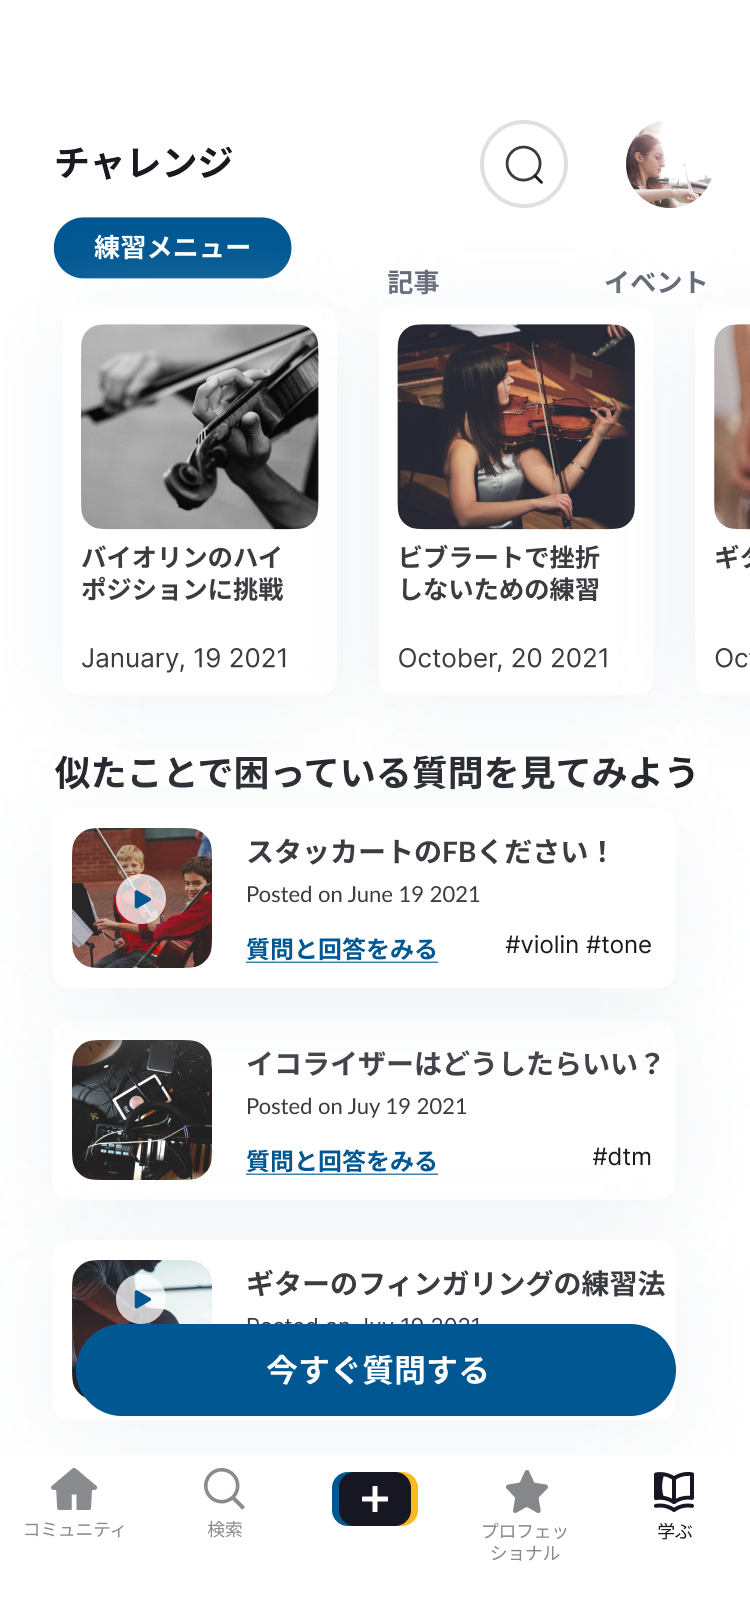 チャレンジ
練習メニュー
記事
イベント
バイオリンのハイ
ポジションに挑戦
January, 19 2021
ビブラートで挫折
しないための練習
October, 20 2021
似たことで困っている質問を見てみよう
スタッカートのFBください！
Posted on June 19 2021
質問と回答をみる
#violin #tone
イコライザーはどうしたらいい？
Posted on Juy 19 2021
質問と回答をみる
#dtm
ギターのフィンガリングの練習法
Posted on Juy 19 2021
今すぐ質問する
コミュニティ
検索
プロフェッ
ショナル
学ぶ